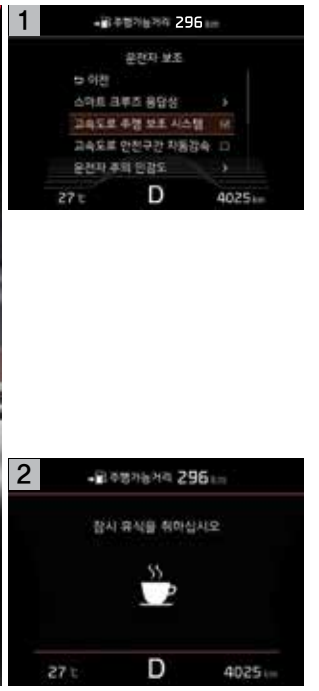 1
주행가능거리 296 km
운전자 보조
이전
스마트 크루즈 응답성 >
고속도로 주행 보조 시스템
고속도로 안전구간 자동감속
운전자 주의 민감도 >
27℃ D 4025 km
2
주행가능거리 296 km
잠시 휴식을 취하십시오
27℃ D 4025 km